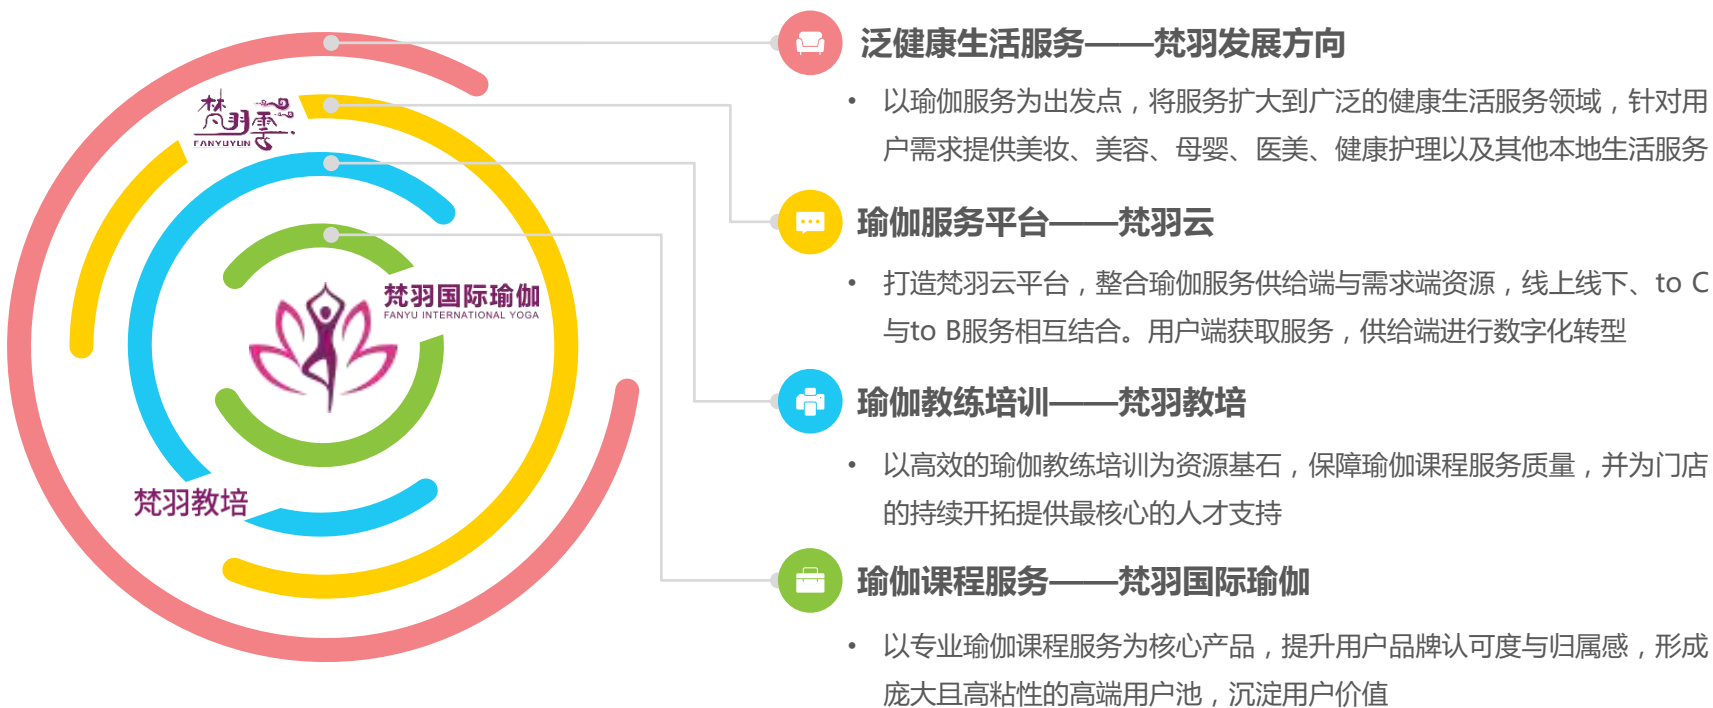 梵羽雲
FANYUYUN
梵羽国际瑜伽
FANYU INTERNATIONAL YOGA
梵羽教培
泛健康生活服务——梵羽发展方向
• 以瑜伽服务为出发点，将服务扩大到广泛的健康生活服务领域，针对用
户需求提供美妆、美容、母婴、医美、健康护理以及其他本地生活服务
瑜伽服务平台——梵羽云
• 打造梵羽云平台，整合瑜伽服务供给端与需求端资源，线上线下、to C
与to B服务相互结合。用户端获取服务，供给端进行数字化转型
瑜伽教练培训——梵羽教培
• 以高效的瑜伽教练培训为资源基石，保障瑜伽课程服务质量，并为门店
的持续开拓提供最核心的人才支持
瑜伽课程服务——梵羽国际瑜伽
• 以专业瑜伽课程服务为核心产品，提升用户品牌认可度与归属感，形成
庞大且高粘性的高端用户池，沉淀用户价值